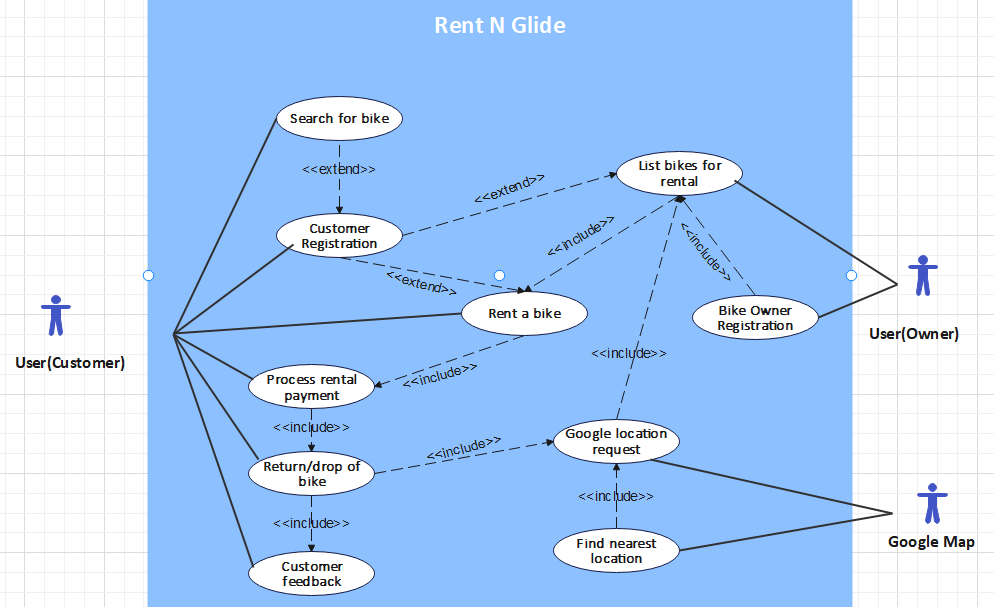 Rent N Glide
Search for bike
<<extend>>
List bikes for
rental
<<extend>>
Customer
Registration
<<include>>
<<include>>
<<extend>>
Rent a bike
Bike Owner
Registration
User(Customer)
User(Owner)
<<include>>
<<include>>
Process rental
payment
<<include>>
Google location
request
<<include>>
Return/drop of
bike
<<include>>
<<include>>
Find nearest
location
Google Map
Customer
feedback